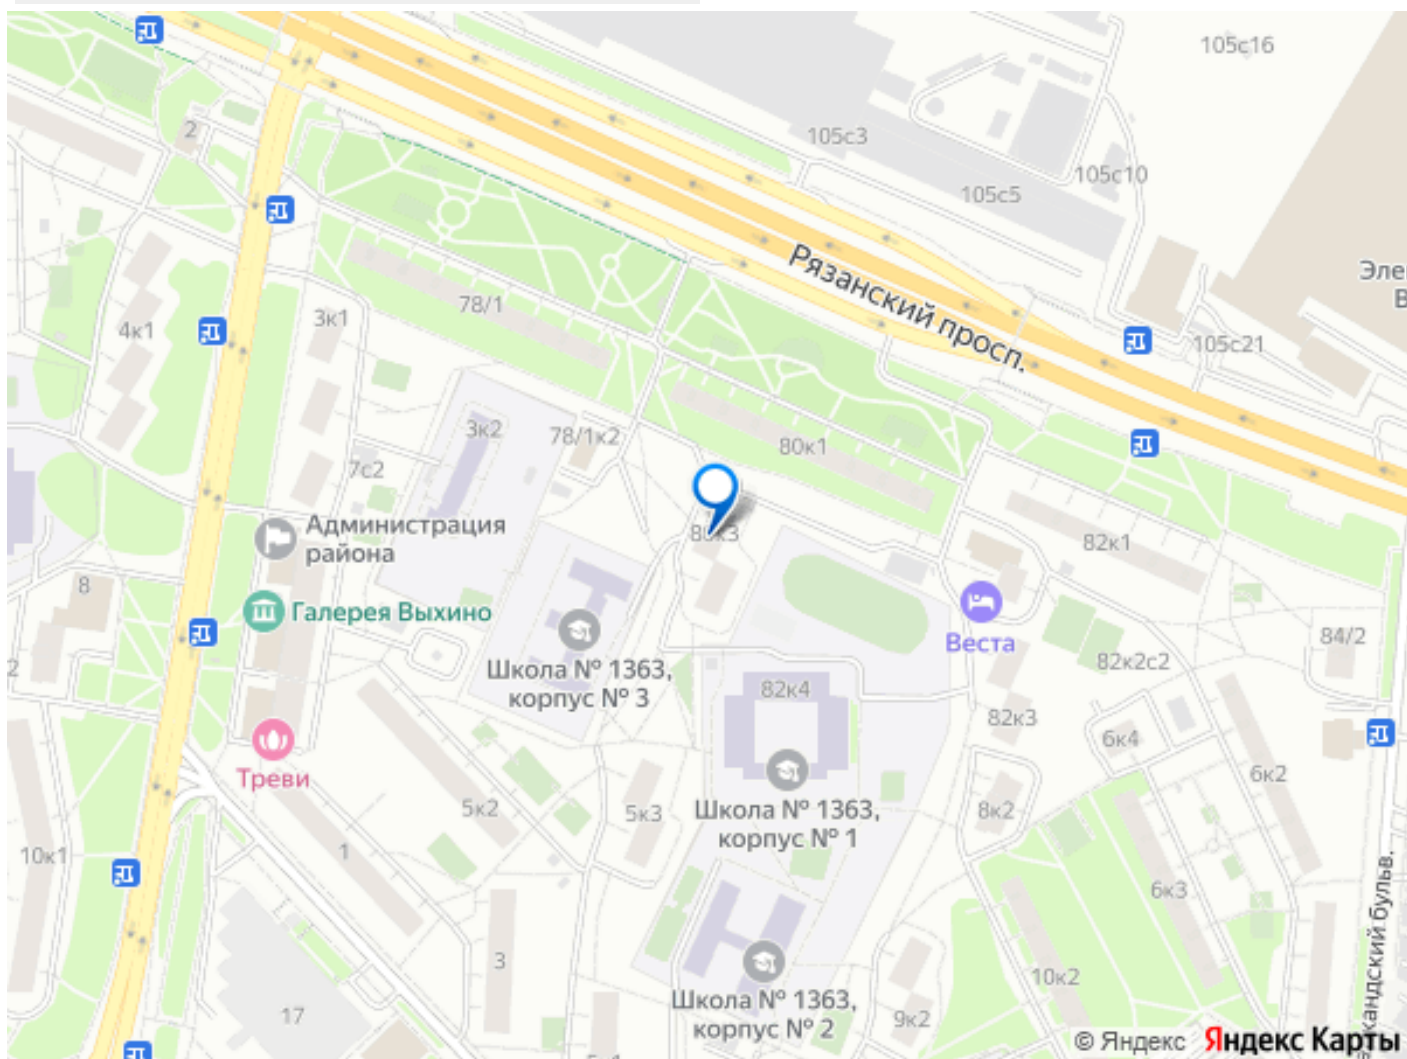 105с16
105с3
2
105с10
105с5
Рязанский просп.
78/1
3к1
4к1
105с21
3к2
78/1к2
80к1
7с2
Администрация
района
80к3
82к1
8
Галерея Выхино
Веста
84/2
2
Школа № 1363,
корпус № 3
82к4
82к2с2
82к3
6к4
Треви
6к2
5к2
5к3
Школа № 1363,
корпус № 1
8к2
10к1
1
6к3
3
10к2
Школа № 1363,
корпус № 2
17
9к2
© Яндекс Яндекс Карты